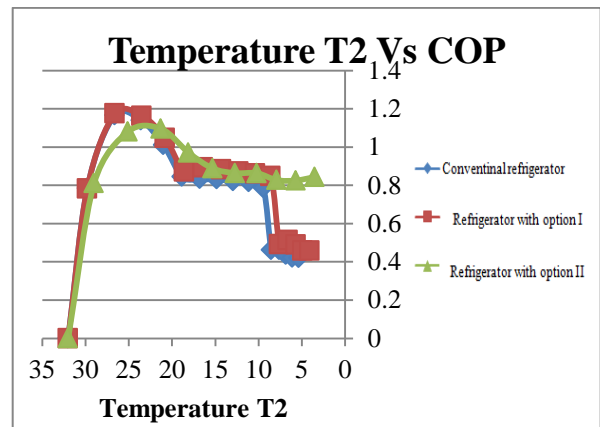 Temperature T2 Vs COP
1.4
1.2
1
0.8
0.6
0.4
0.2
0
Conventinal refrigerator
Refrigerator with option I
Refrigerator with option II
35 30 25 20 15 10 5 0
Temperature T2